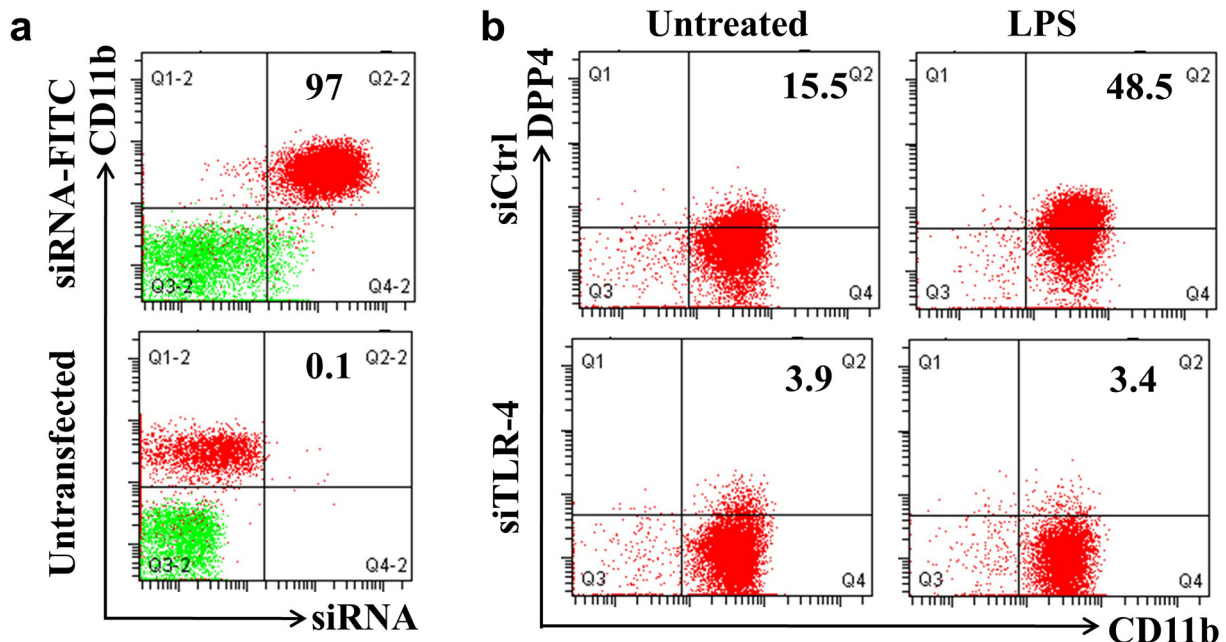 a
CD11b
siRNA-FITC
Q1-2
97
Q2-2
Q3-2
Q4-2
Untransfected
Q1-2
0.1
Q2-2
Q3-2
Q4-2
siRNA
b
Untreated
LPS
DPP4
siCtrl
Q1
15.5
Q2
Q3
Q4
Q1
48.5
Q2
Q3
Q4
siTLR-4
Q1
3.9
Q2
Q3
Q4
Q1
3.4
Q2
Q3
Q4
CD11b